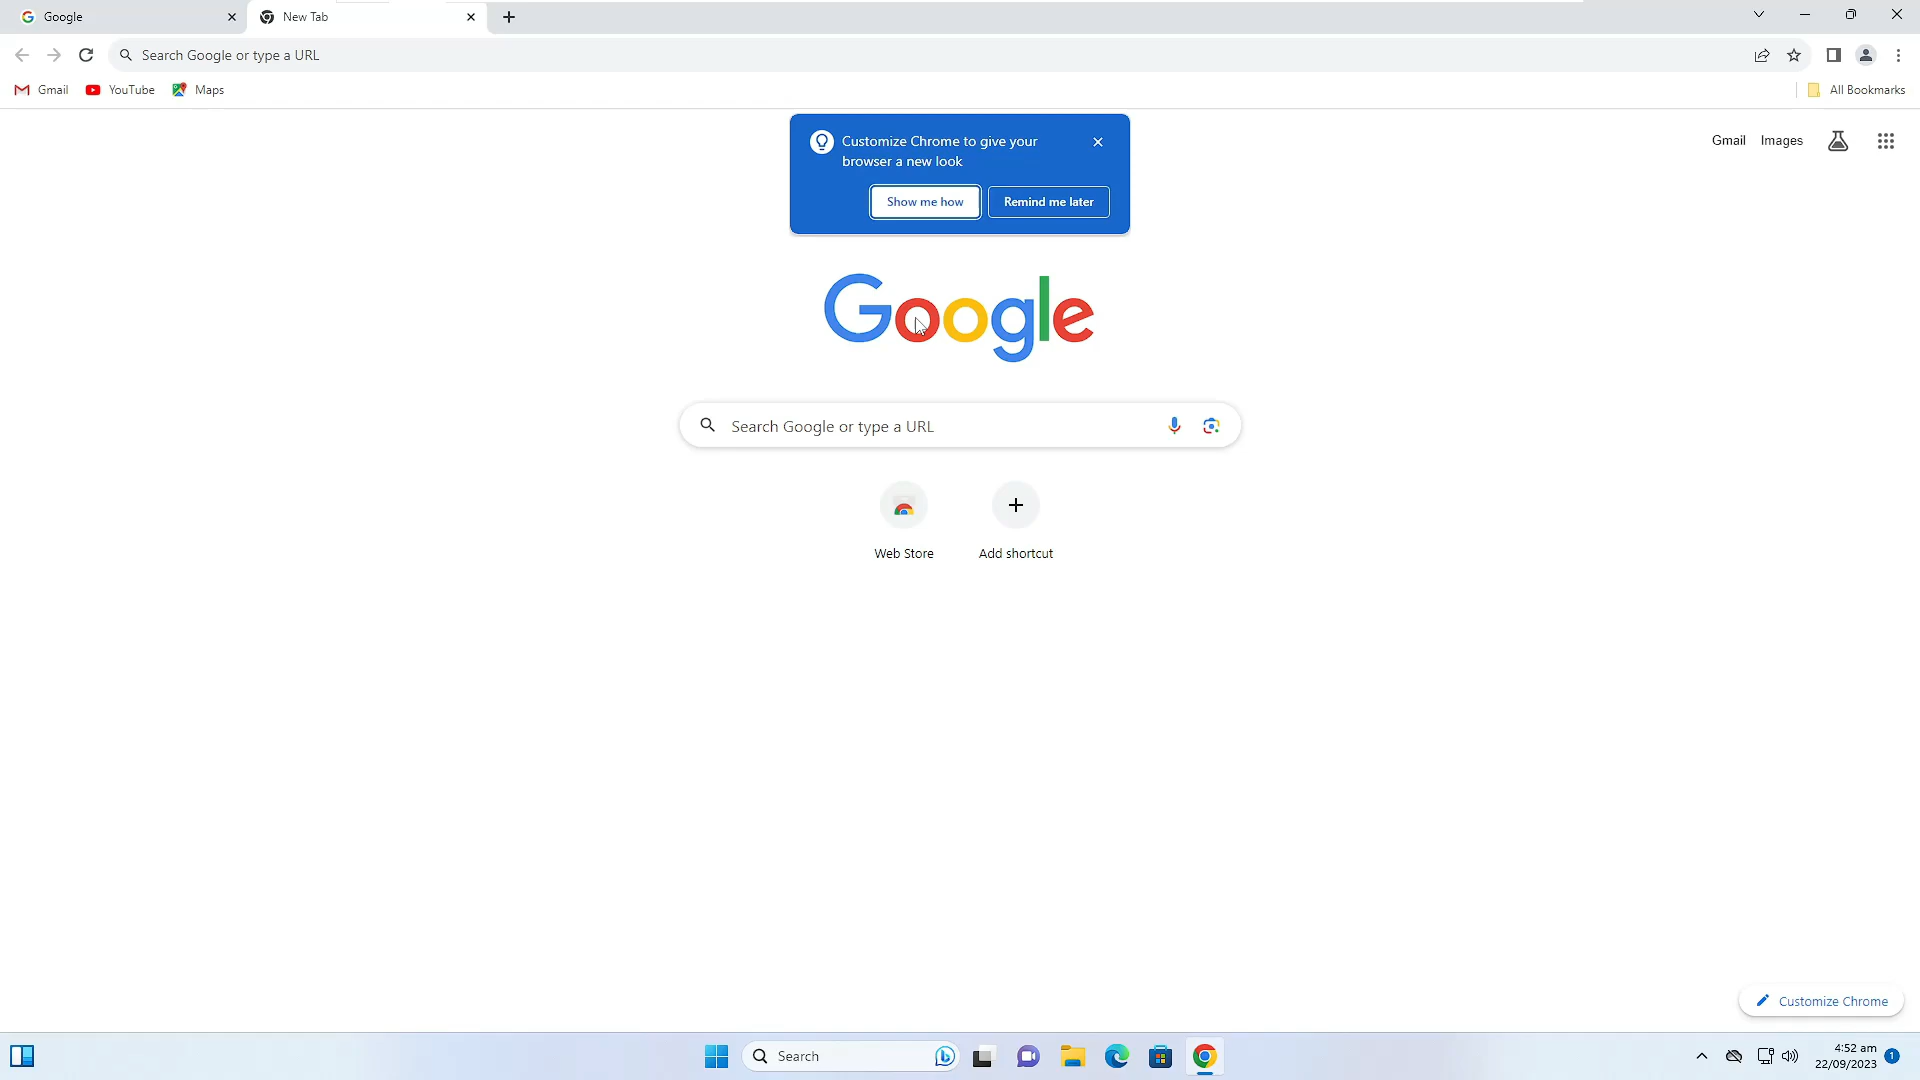 Google
New Tab
Search Google or type a URL
Gmail
YouTube
Maps
All Bookmarks
Customize Chrome to give your
browser a new look
Show me how
Remind me later
Gmail
Images
Google
Search Google or type a URL
Web Store
Add shortcut
Customize Chrome
Search
4:52 am
22/09/2023
1